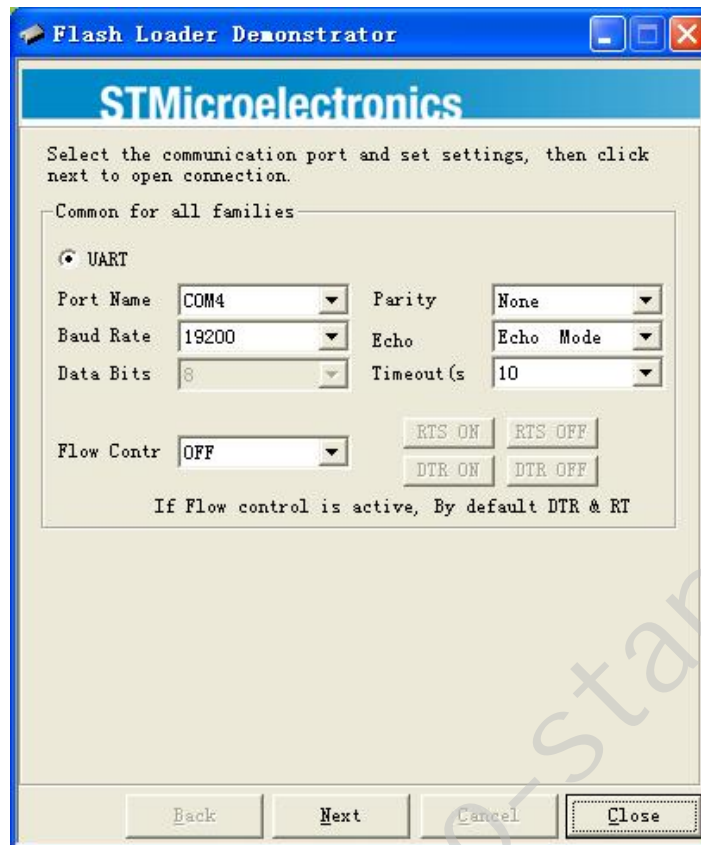 Flash Loader Demonstrator
STMicroelectronics
Select the communication port and set settings, then click
next to open connection.
Common for all families
UART
Port Name COM4 Parity None
Baud Rate 19200 Echo Echo Mode
Data Bits 8 Timeout(s 10
RTS ON RTS OFF
Flow Contr OFF
DTR ON DTR OFF
If Flow control is active, By default DTR & RT
Back Next Cancel Close